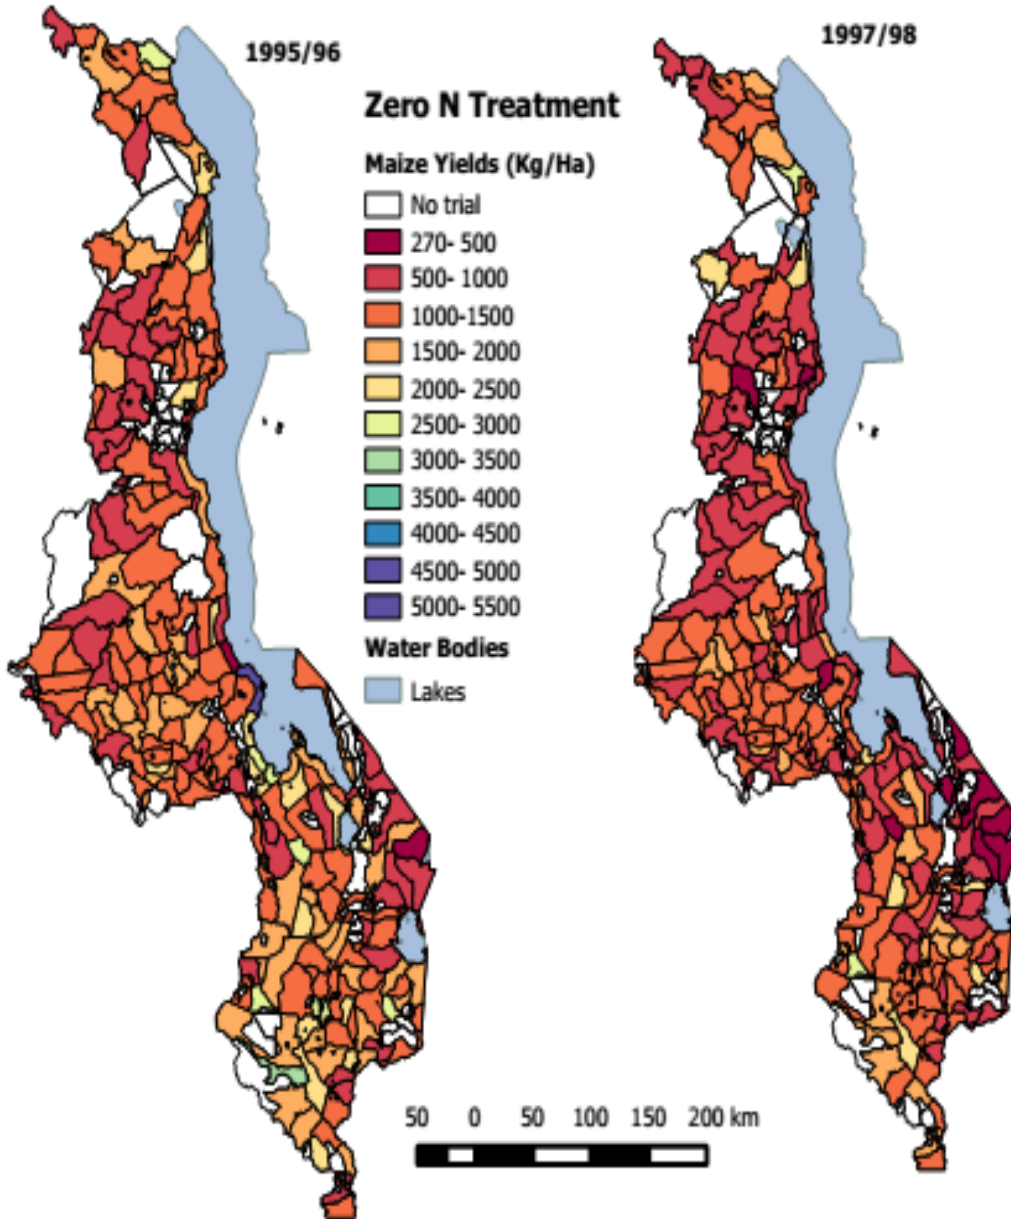 1995/96
1997/98
Zero N Treatment
Maize Yields (Kg/Ha)
No trial
270- 500
500- 1000
1000-1500
1500- 2000
2000- 2500
2500- 3000
3000- 3500
3500- 4000
4000- 4500
4500- 5000
5000- 5500
Water Bodies
Lakes
50 0 50 100 150 200 km